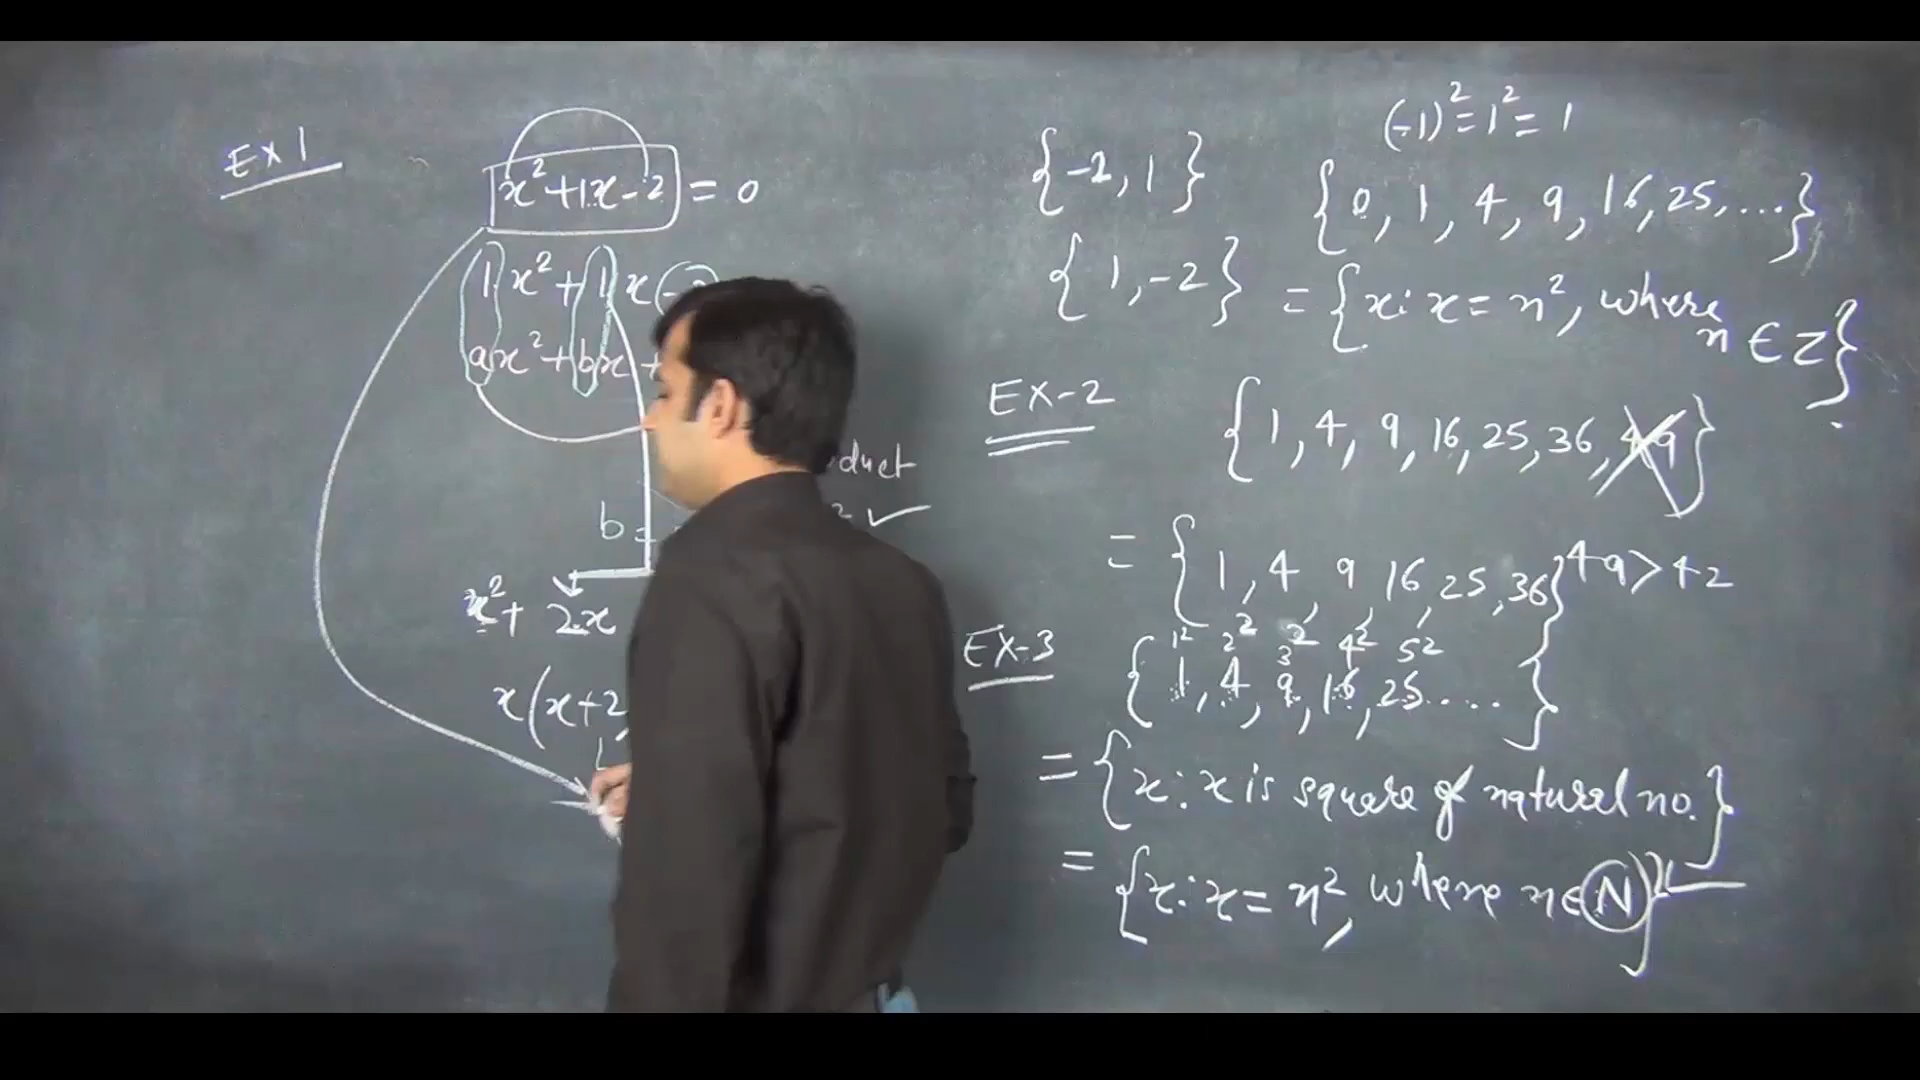 EX 1
x²+1x-2 = 0
1x²+1x
ax²+bx+
duct
b =
x²+ 2x
x(x+2
{-2, 1}
{1, -2}
(-1)²=1²=1
{0, 1, 4, 9, 16, 25, ....}
= {x: x = n², where n ∈ Z}
EX-2
{1, 4, 9, 16, 25, 36, 49}
= {1, 4, 9, 16, 25, 36} 49>42
EX-3
1² 2² 3² 4² 5²
{1, 4, 9, 16, 25.....}
= {x: x is square of natural no.}
= {x: x = n², where n∈N}